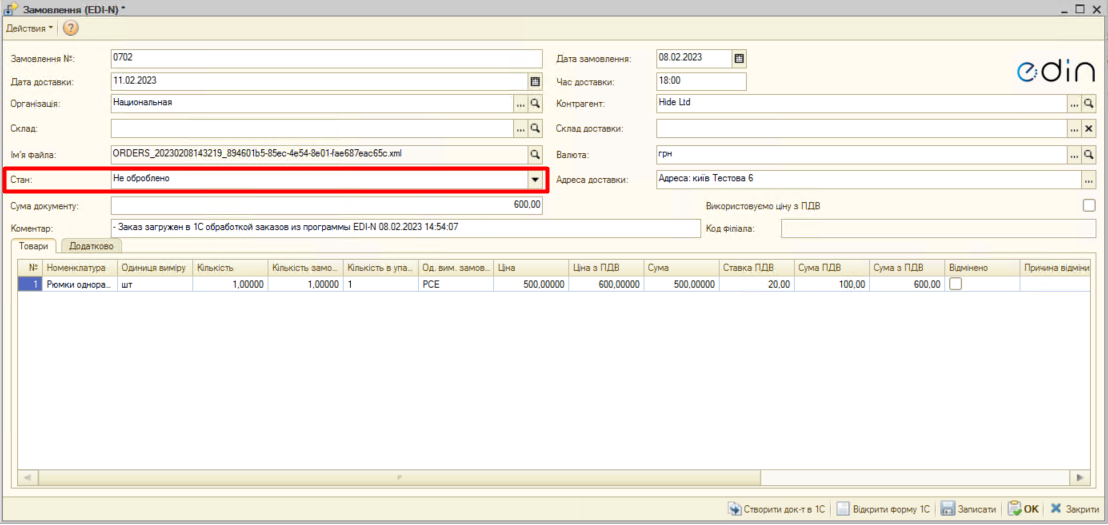 Замовлення (EDI-N) *
Действия
Замовлення №: 0702 Дата замовлення: 08.02.2023
edin
Дата доставки: 11.02.2023 Час доставки: 18:00
Організація: Национальная Контрагент: Hide Ltd
Склад: Склад доставки:
Ім'я файла: ORDERS_20230208143219_894601b5-85ec-4e54-8e01-fae687eac65c.xml Валюта: грн
Стан: Не оброблено Адреса доставки: Адреса: київ Тестова 6
Сума документу: 600,00 Використовуємо ціну з ПДВ
Коментар: - Заказ загружен в 1С обработкой заказов из программы EDI-N 08.02.2023 14:54:07 Код філіала:
Товари Додатково
№ Номенклатура Одиниця виміру Кількість Кількість замо... Кількість в упа... Од. вим. замов... Ціна Ціна з ПДВ Сума Ставка ПДВ Сума ПДВ Сума з ПДВ Відмінено Причина відміни
1 Рюмки однора... шт 1,00000 1,00000 1 PCE 500,00000 600,00000 500,00000 20,00 100,00 600,00
Створити док-т в 1С Відкрити форму 1С Записати OK Закрити